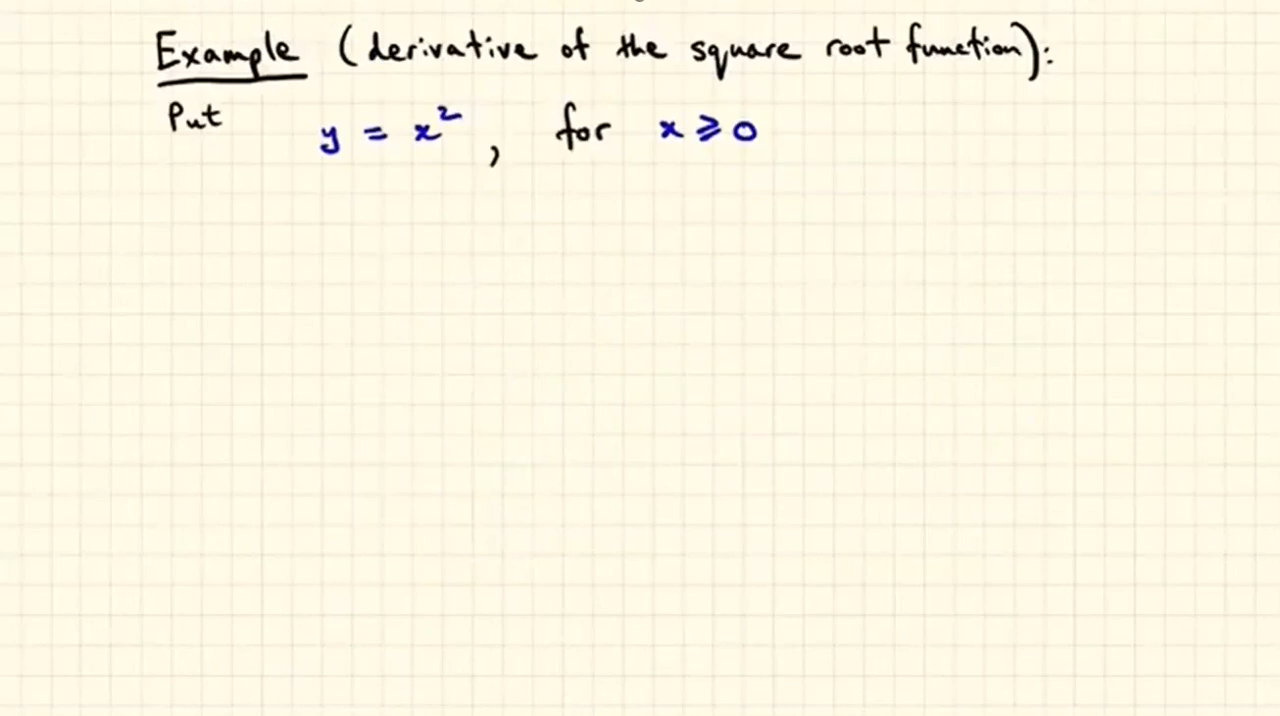 Example (derivative of the square root function):
Put y = x², for x ⩾ 0